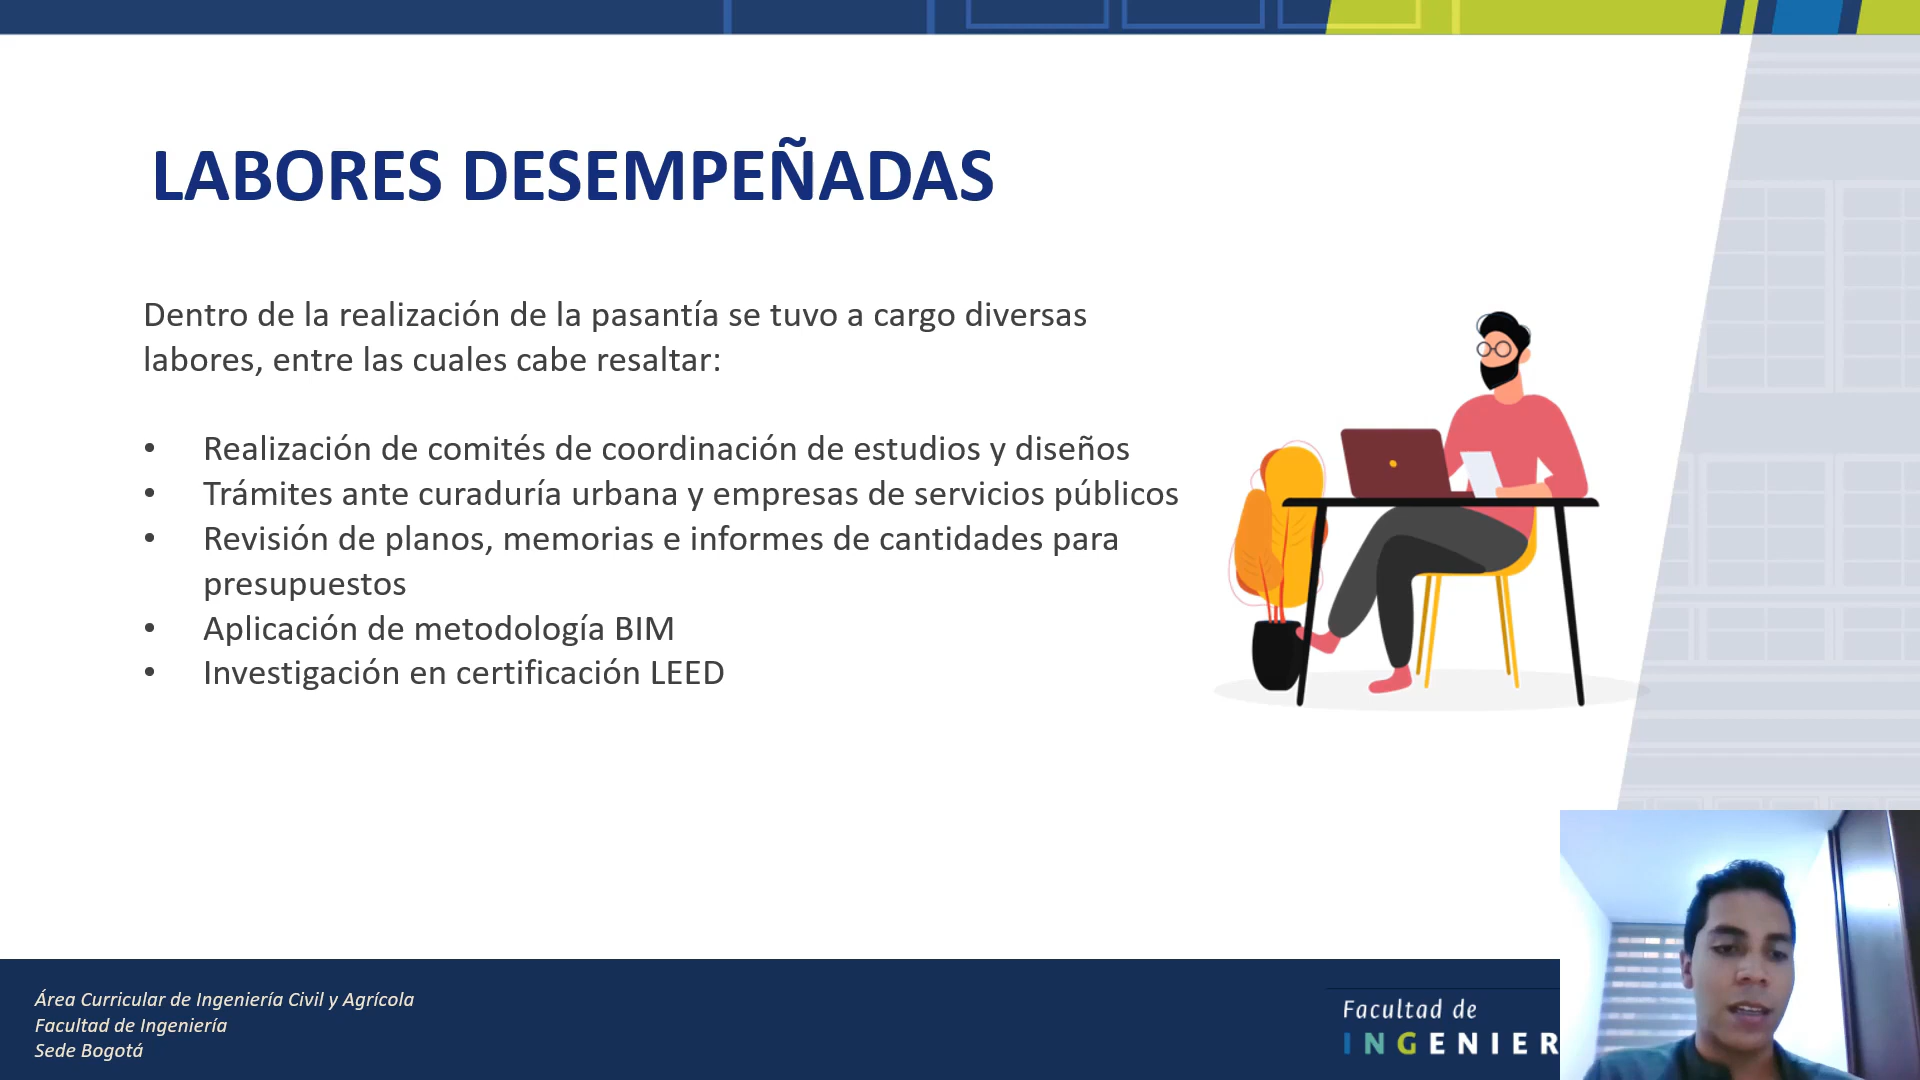 LABORES DESEMPEÑADAS
Dentro de la realización de la pasantía se tuvo a cargo diversas
labores, entre las cuales cabe resaltar:
• Realización de comités de coordinación de estudios y diseños
• Trámites ante curaduría urbana y empresas de servicios públicos
• Revisión de planos, memorias e informes de cantidades para
presupuestos
• Aplicación de metodología BIM
• Investigación en certificación LEED
Área Curricular de Ingeniería Civil y Agrícola
Facultad de Ingeniería
Sede Bogotá
Facultad de
INGENIER